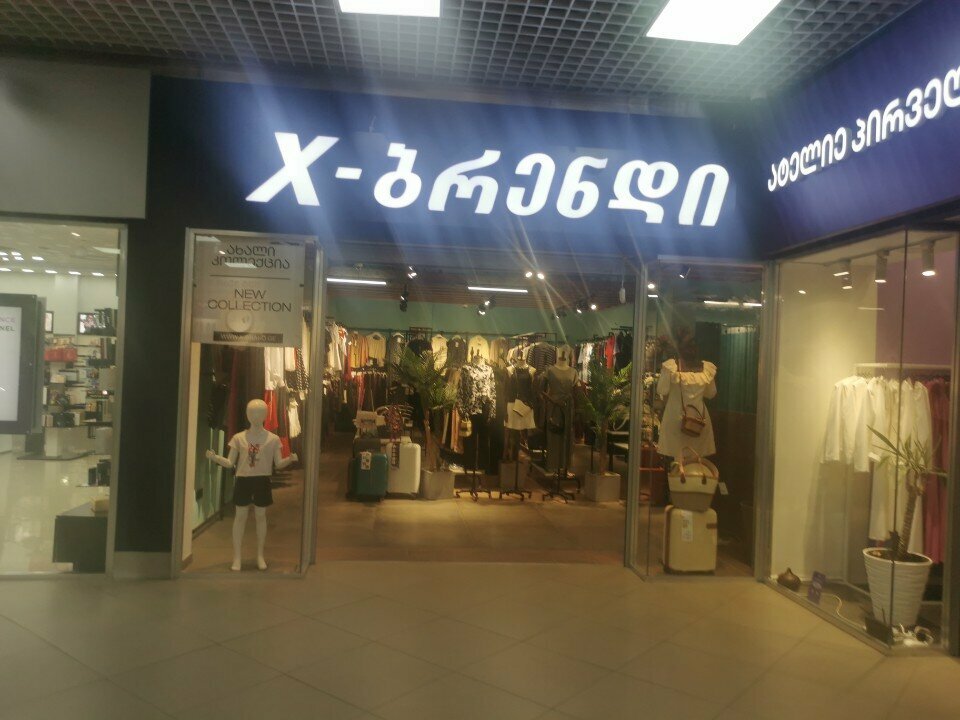 X-ბრენდი
ატელიე პირველ
ახალი
კოლექცია
NEW
COLLECTION